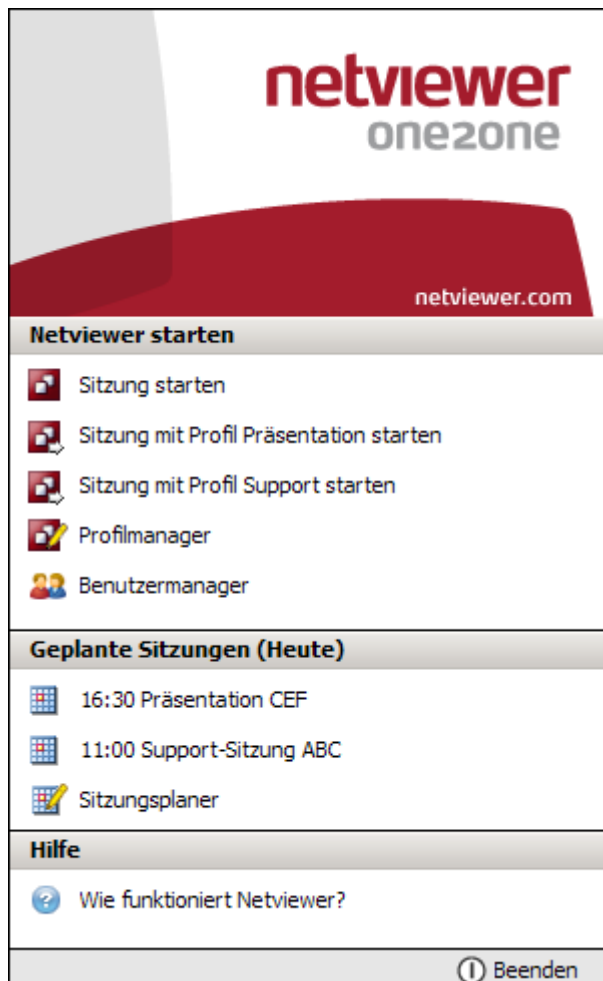 netviewer
one2one
netviewer.com
Netviewer starten
Sitzung starten
Sitzung mit Profil Präsentation starten
Sitzung mit Profil Support starten
Profilmanager
Benutzermanager
Geplante Sitzungen (Heute)
16:30 Präsentation CEF
11:00 Support-Sitzung ABC
Sitzungsplaner
Hilfe
Wie funktioniert Netviewer?
Beenden